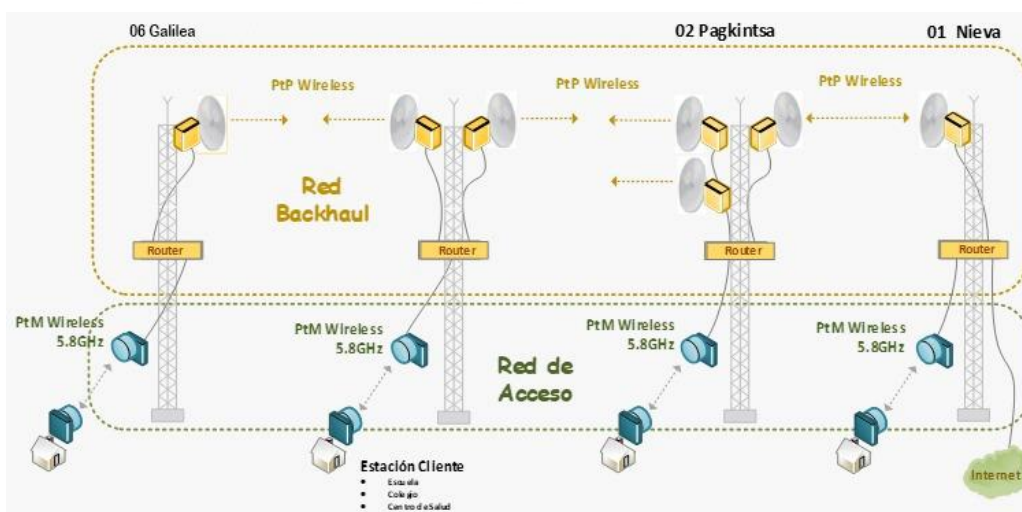 06 Galilea
02 Pagkintsa
01 Nieva
PtP Wireless
PtP Wireless
PtP Wireless
Red
Backhaul
Router
Router
Router
Router
PtM Wireless
5.8GHz
PtM Wireless
5.8GHz
PtM Wireless
5.8GHz
PtM Wireless
5.8GHz
Red de
Acceso
Estación Cliente
• Escuela
• Colegio
• Centro de Salud
Internet